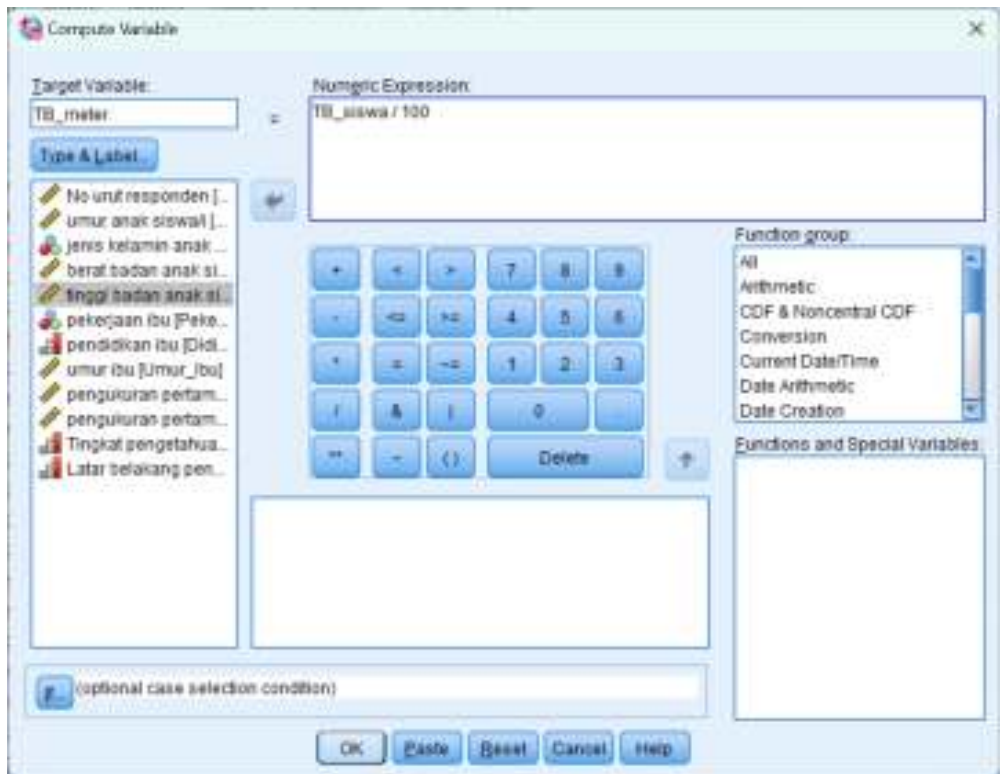 Compute Variable
Target Variable:
TB_meter
=
Numeric Expression:
TB_siswa / 100
Type & Label...
No urut responden [...
umur anak siswa/i [...
jenis kelamin anak ...
berat badan anak si...
tinggi badan anak si...
pekerjaan ibu [Peke...
pendidikan ibu [Didi...
umur ibu [Umur_Ibu]
pengukuran pertam...
pengukuran pertam...
Tingkat pengetahua...
Latar belakang pen...
+ < > 7 8 9
- <= >= 4 5 6
* = ~= 1 2 3
/ & | 0 .
** ~ ( ) Delete
Function group:
All
Arithmetic
CDF & Noncentral CDF
Conversion
Current Date/Time
Date Arithmetic
Date Creation
Functions and Special Variables:
If... (optional case selection condition)
OK Paste Reset Cancel Help